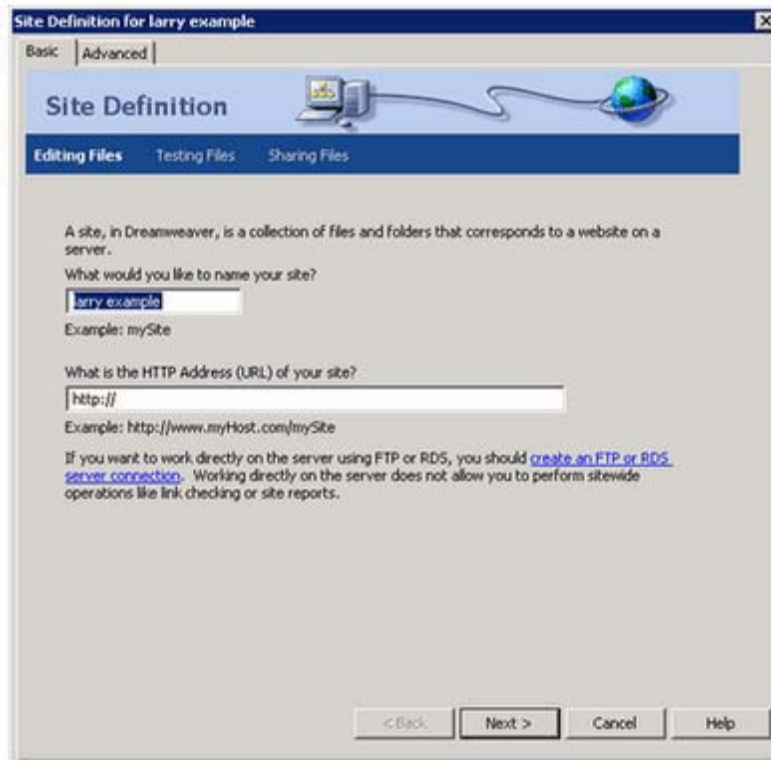 Site Definition for larry example
Basic
Advanced
Site Definition
Editing Files
Testing Files
Sharing Files
A site, in Dreamweaver, is a collection of files and folders that corresponds to a website on a
server.
What would you like to name your site?
larry example
Example: mySite
What is the HTTP Address (URL) of your site?
http://
Example: http://www.myHost.com/mySite
If you want to work directly on the server using FTP or RDS, you should create an FTP or RDS
server connection. Working directly on the server does not allow you to perform sitewide
operations like link checking or site reports.
< Back
Next >
Cancel
Help